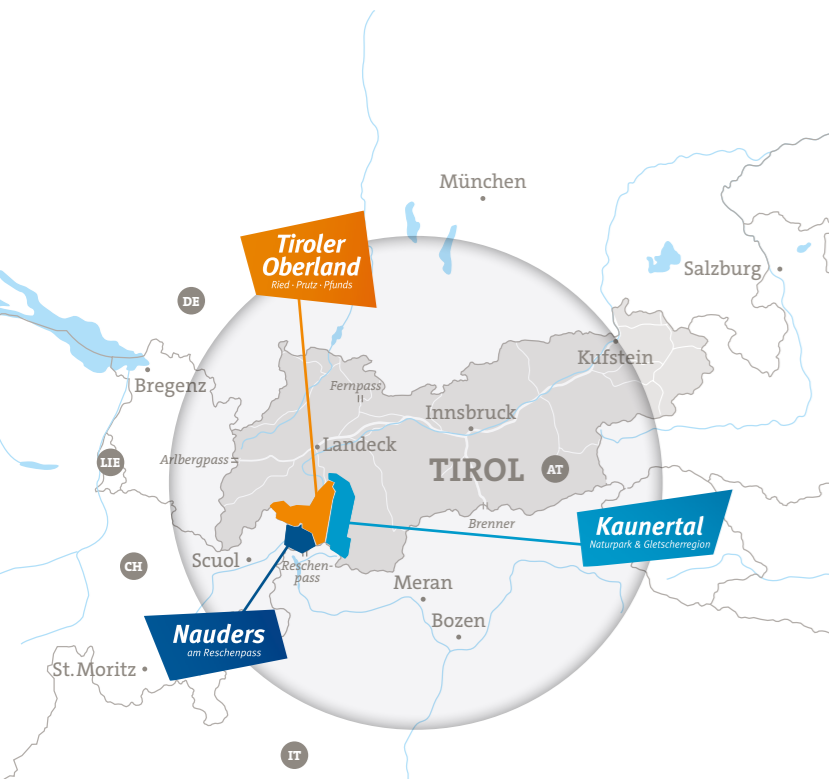 München
Tiroler
Oberland
Ried · Prutz · Pfunds
Salzburg
DE
Kufstein
Bregenz
Fernpass
Innsbruck
Landeck
LIE
Arlbergpass
TIROL
AT
Brenner
Kaunertal
Naturpark & Gletscherregion
Scuol
CH
Reschen-
pass
Meran
Bozen
Nauders
am Reschenpass
St.Moritz
IT